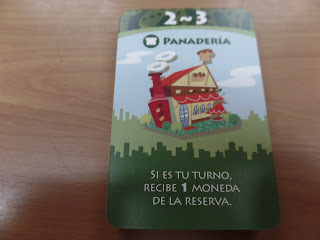 2~3
PANADERÍA
SI ES TU TURNO,
RECIBE 1 MONEDA
DE LA RESERVA.